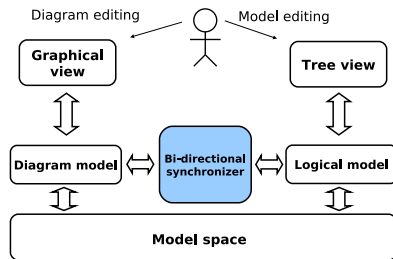 Diagram editing
Model editing
Graphical
view
Tree view
Diagram model
Bi-directional
synchronizer
Logical model
Model space